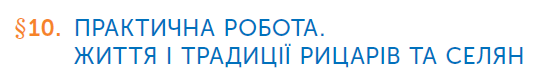 §10. ПРАКТИЧНА РОБОТА.
ЖИТТЯ І ТРАДИЦІЇ РИЦАРІВ ТА СЕЛЯН